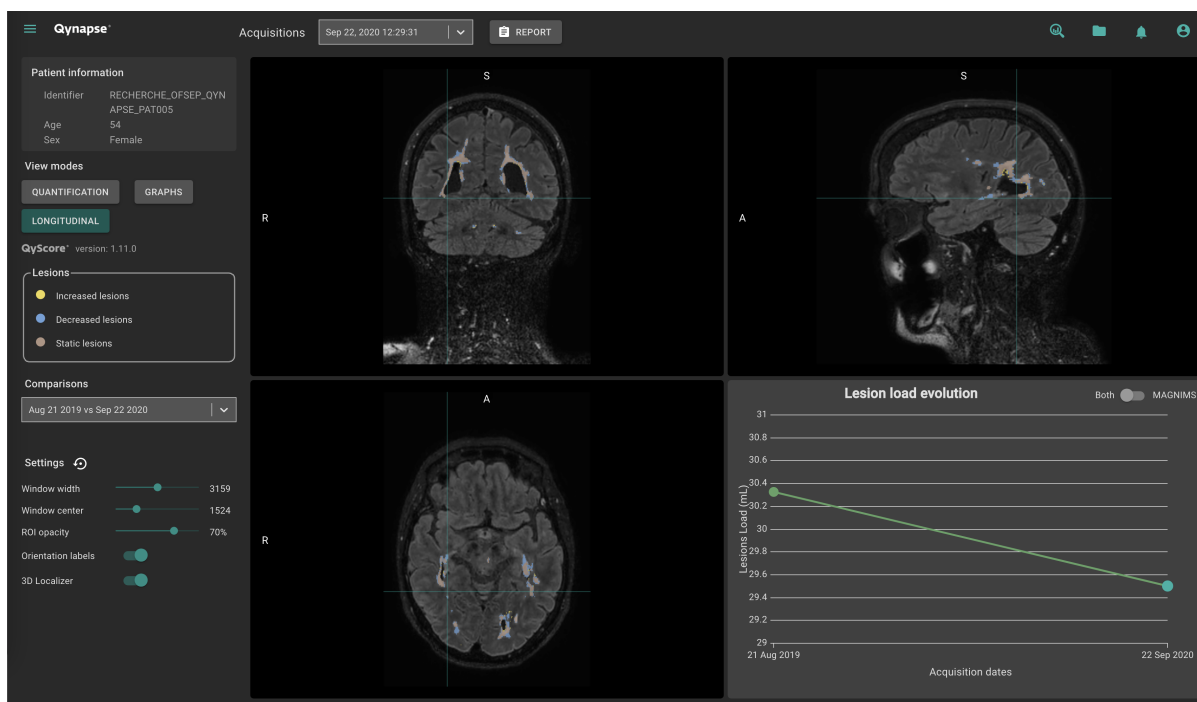 Qynapse
Acquisitions
Sep 22, 2020 12:29:31
REPORT
Patient information
Identifier RECHERCHE_OFSEP_QYN
APSE_PAT005
Age 54
Sex Female
View modes
QUANTIFICATION
GRAPHS
LONGITUDINAL
QyScore version: 1.11.0
Lesions
Increased lesions
Decreased lesions
Static lesions
Comparisons
Aug 21 2019 vs Sep 22 2020
Settings
Window width 3159
Window center 1524
ROI opacity 70%
Orientation labels
3D Localizer
S
R
S
A
A
R
Lesion load evolution
Both
MAGNIMS
Lesions Load (mL)
31
30.8
30.6
30.4
30.2
30
29.8
29.6
29.4
29.2
29
21 Aug 2019
22 Sep 2020
Acquisition dates